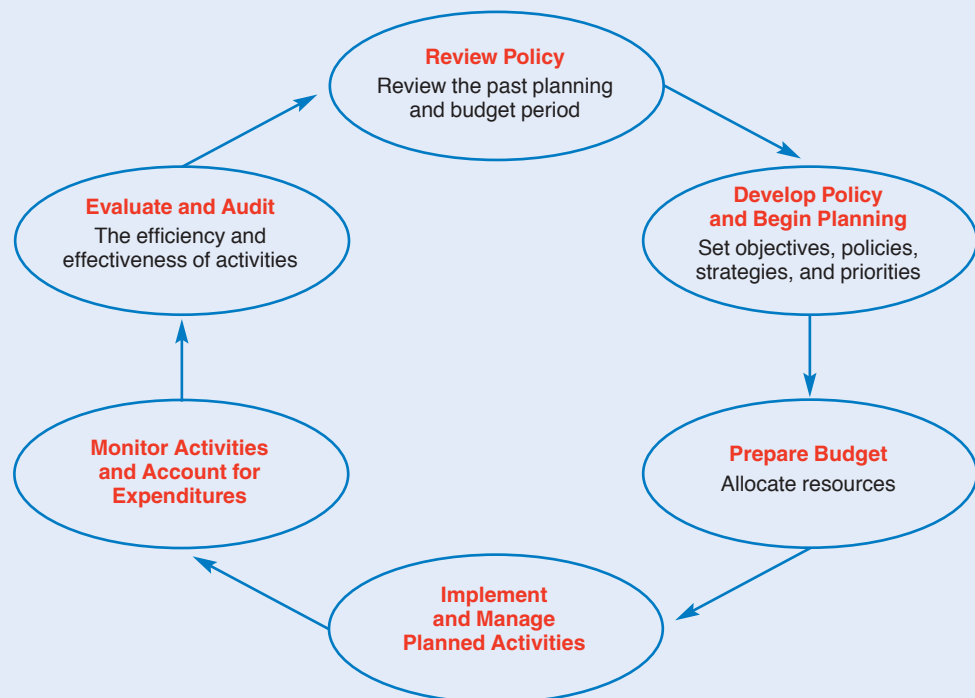 Review Policy
Review the past planning
and budget period
Develop Policy
and Begin Planning
Set objectives, policies,
strategies, and priorities
Prepare Budget
Allocate resources
Implement
and Manage
Planned Activities
Monitor Activities
and Account for
Expenditures
Evaluate and Audit
The efficiency and
effectiveness of activities